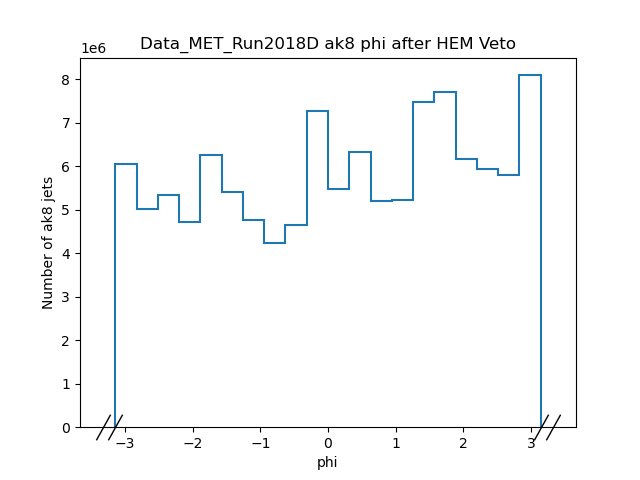 Data_MET_Run2018D ak8 phi after HEM Veto
1e6
8
7
6
5
4
3
2
1
0
Number of ak8 jets
−3 −2 −1 0 1 2 3
phi